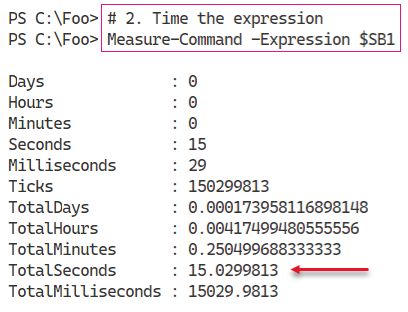 PS C:\Foo> # 2. Time the expression
PS C:\Foo> Measure-Command -Expression $SB1
Days : 0
Hours : 0
Minutes : 0
Seconds : 15
Milliseconds : 29
Ticks : 150299813
TotalDays : 0.000173958116898148
TotalHours : 0.00417499480555556
TotalMinutes : 0.250499688333333
TotalSeconds : 15.0299813
TotalMilliseconds : 15029.9813